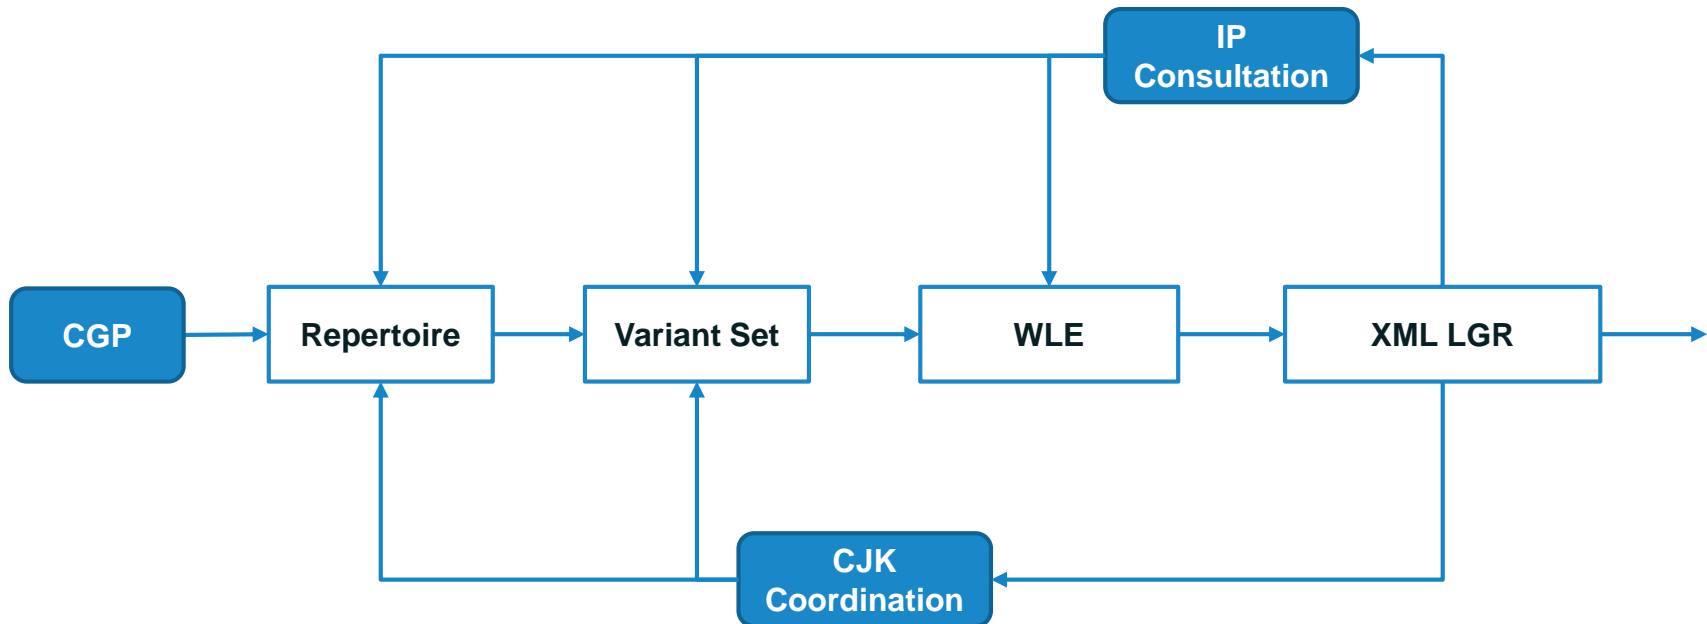 IP
Consultation
CGP
Repertoire
Variant Set
WLE
XML LGR
CJK
Coordination